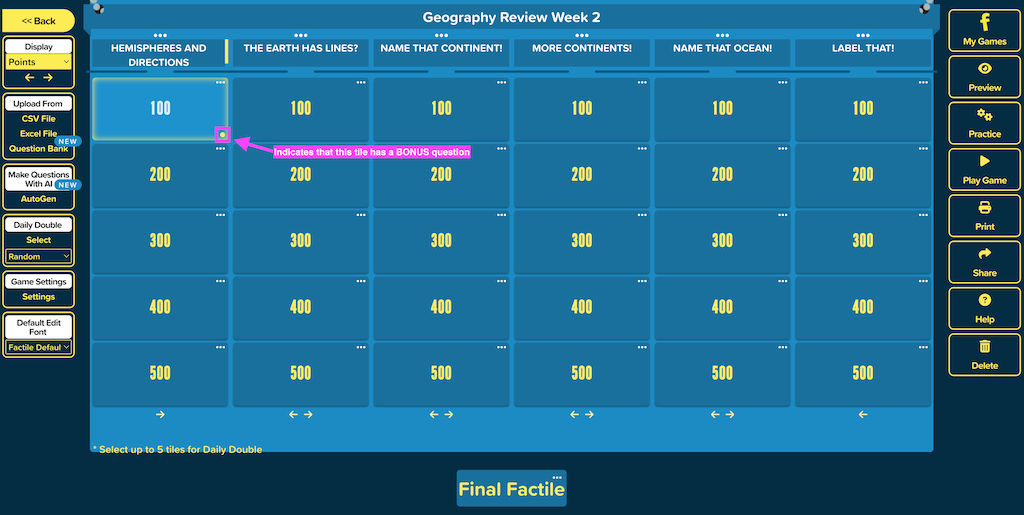 << Back
Display
Points
← →
Upload From
CSV File
Excel File
NEW
Question Bank
Make Questions
With AI
NEW
AutoGen
Daily Double
Select
Random
Game Settings
Settings
Default Edit
Font
Factile Defaul
Geography Review Week 2
HEMISPHERES AND
DIRECTIONS
THE EARTH HAS LINES?
NAME THAT CONTINENT!
MORE CONTINENTS!
NAME THAT OCEAN!
LABEL THAT!
100 100 100 100 100 100
Indicates that this tile has a BONUS question
200 200 200 200 200 200
300 300 300 300 300 300
400 400 400 400 400 400
500 500 500 500 500 500
→ ← → ← → ← → ← → ←
* Select up to 5 tiles for Daily Double
Final Factile
My Games
Preview
Practice
Play Game
Print
Share
Help
Delete